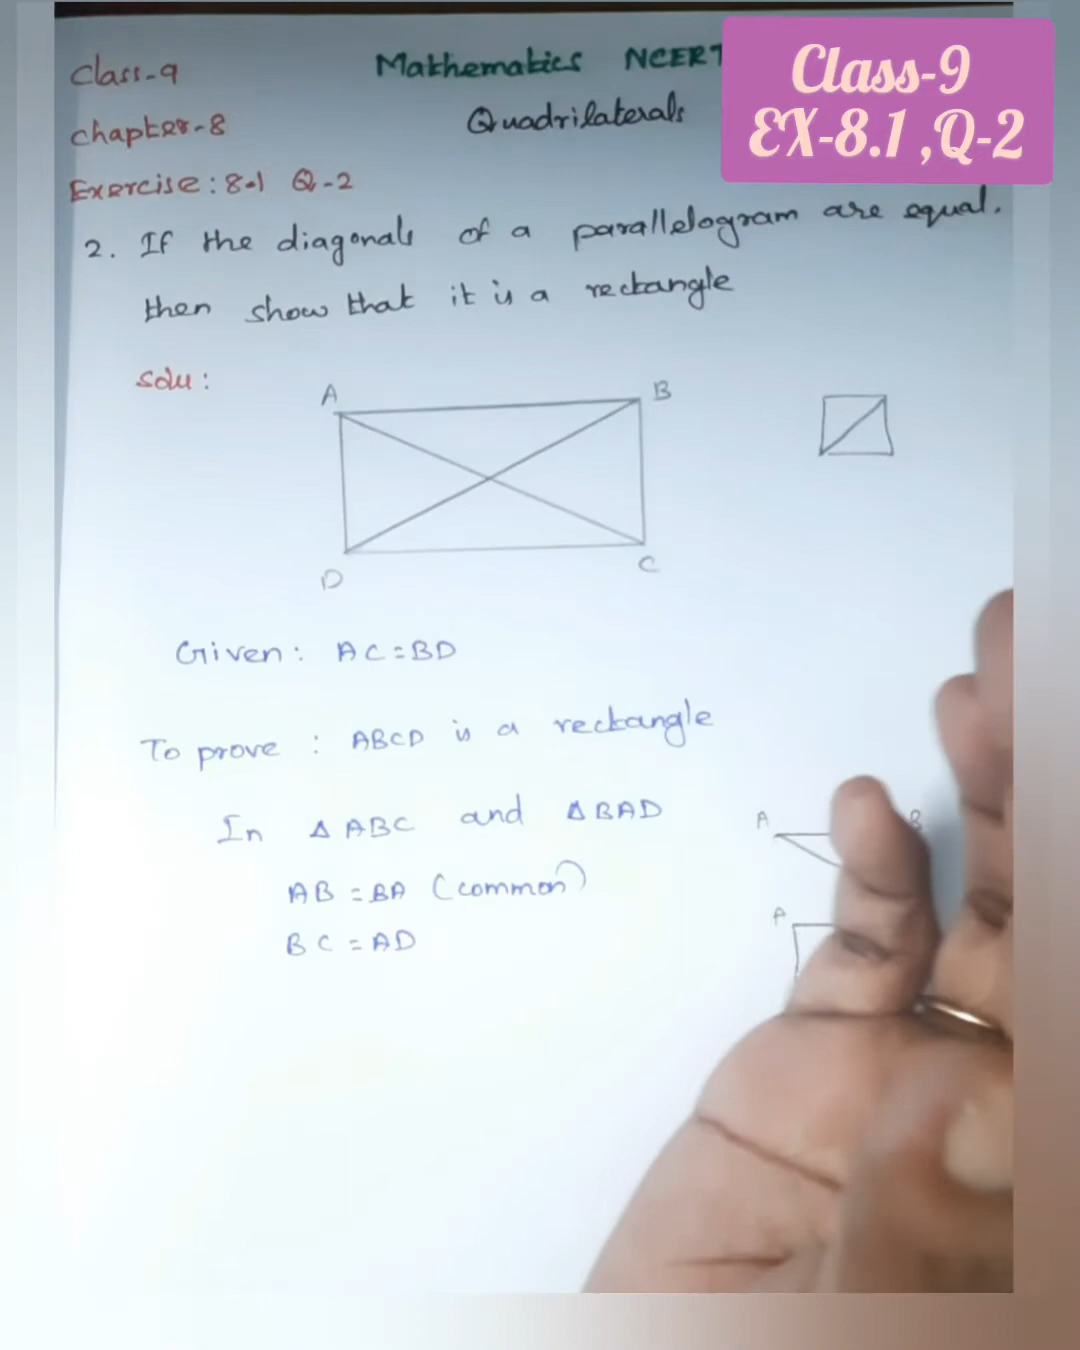 Class-9
Mathematics NCERT
Class-9
EX-8.1 ,Q-2
chapter-8
Quadrilaterals
Exercise: 8.1 Q-2
2. If the diagonals of a parallelogram are equal.
then show that it is a rectangle
Solu:
A
B
D
C
Given: AC=BD
To prove : ABCD is a rectangle
In Δ ABC and ΔBAD
A
B
AB = BA (common)
A
BC = AD